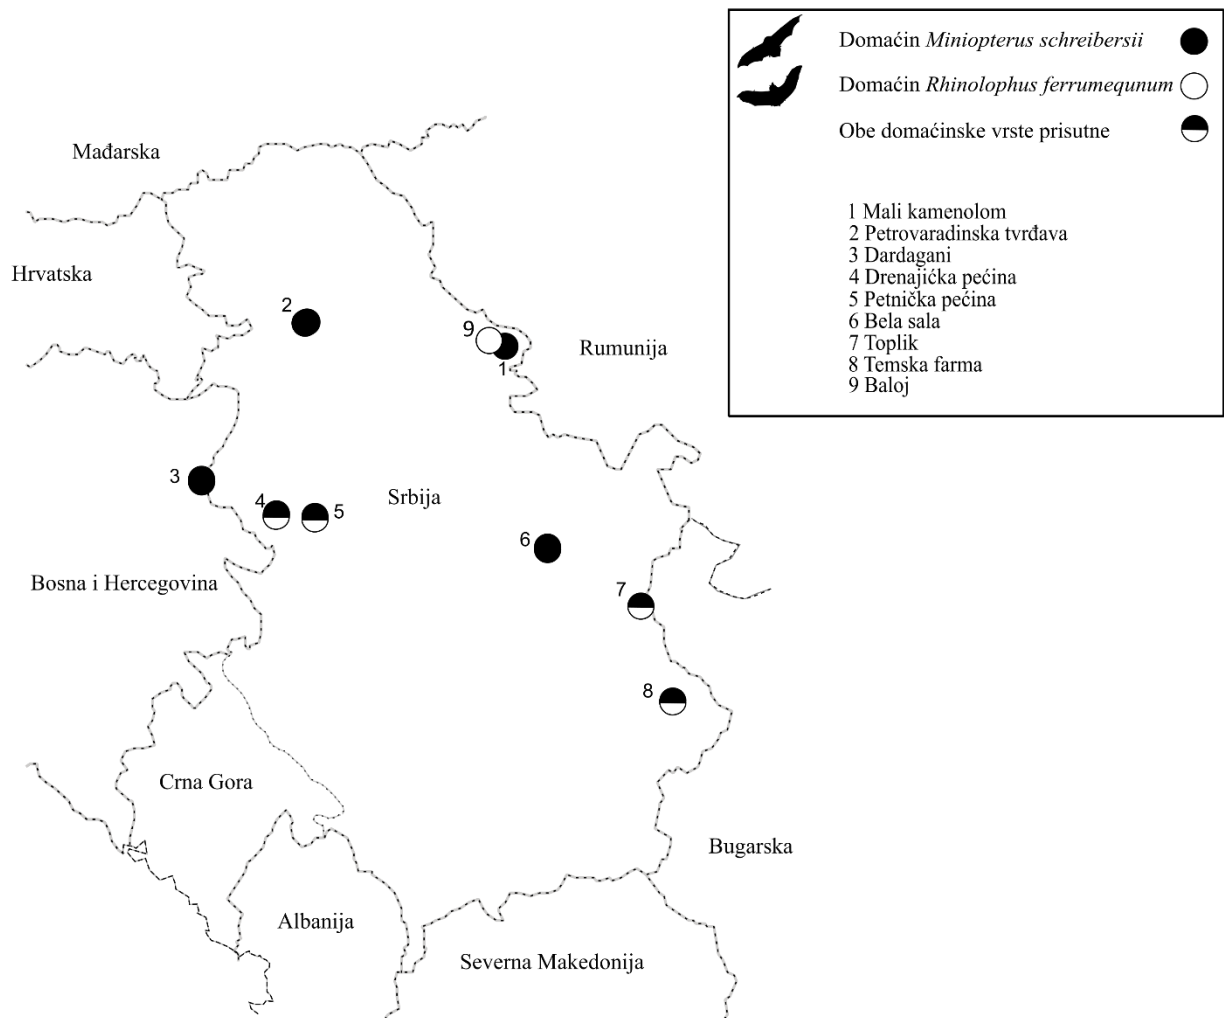 Domaćin Miniopterus schreibersii
Domaćin Rhinolophus ferrumequnum
Obe domaćinske vrste prisutne
1 Mali kamenolom
2 Petrovaradinska tvrđava
3 Dardagani
4 Drenajićka pećina
5 Petnička pećina
6 Bela sala
7 Toplik
8 Temska farma
9 Baloj
Mađarska
Hrvatska
2
9
1
Rumunija
3
4
5
Srbija
6
Bosna i Hercegovina
7
8
Crna Gora
Bugarska
Albanija
Severna Makedonija